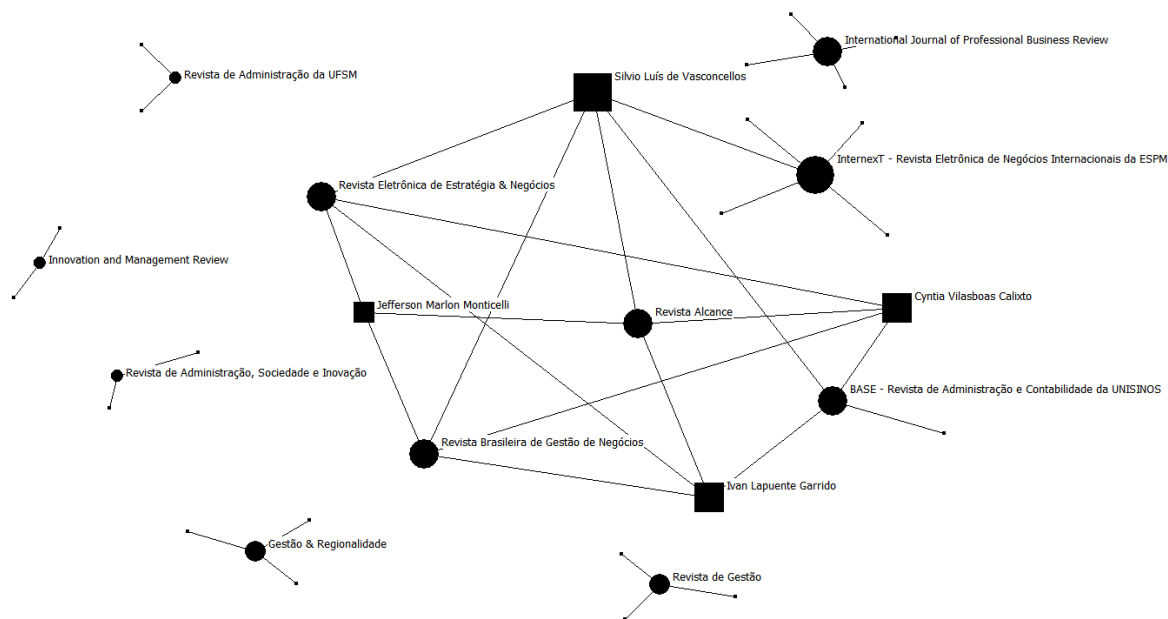 International Journal of Professional Business Review
Revista de Administração da UFSM
Silvio Luís de Vasconcellos
InternexT - Revista Eletrônica de Negócios Internacionais da ESPM
Revista Eletrônica de Estratégia & Negócios
Innovation and Management Review
Cyntia Vilasboas Calixto
Jefferson Marlon Monticelli
Revista Alcance
Revista de Administração, Sociedade e Inovação
BASE - Revista de Administração e Contabilidade da UNISINOS
Revista Brasileira de Gestão de Negócios
Ivan Lapuente Garrido
Gestão & Regionalidade
Revista de Gestão